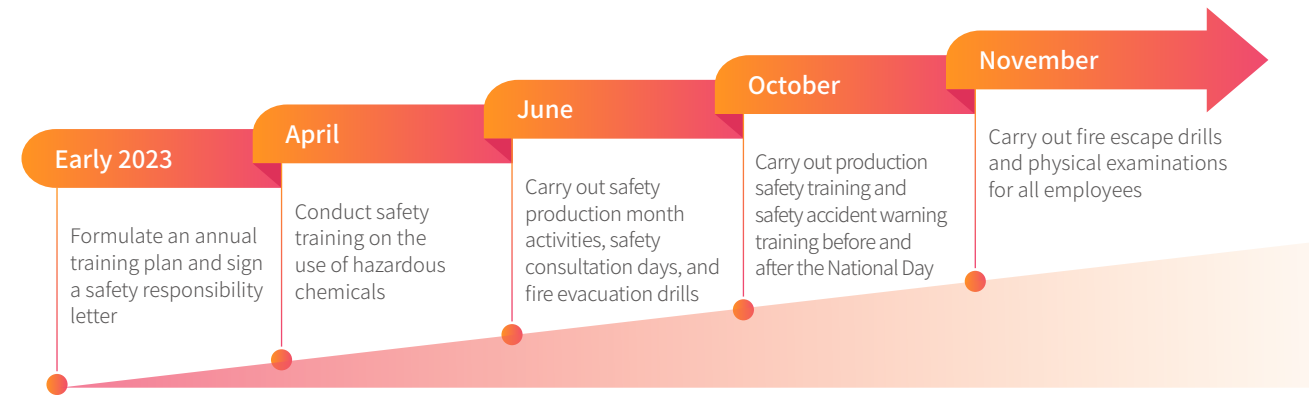 Early 2023
Formulate an annual
training plan and sign
a safety responsibility
letter
April
Conduct safety
training on the
use of hazardous
chemicals
June
Carry out safety
production month
activities, safety
consultation days, and
fire evacuation drills
October
Carry out production
safety training and
safety accident warning
training before and
after the National Day
November
Carry out fire escape drills
and physical examinations
for all employees